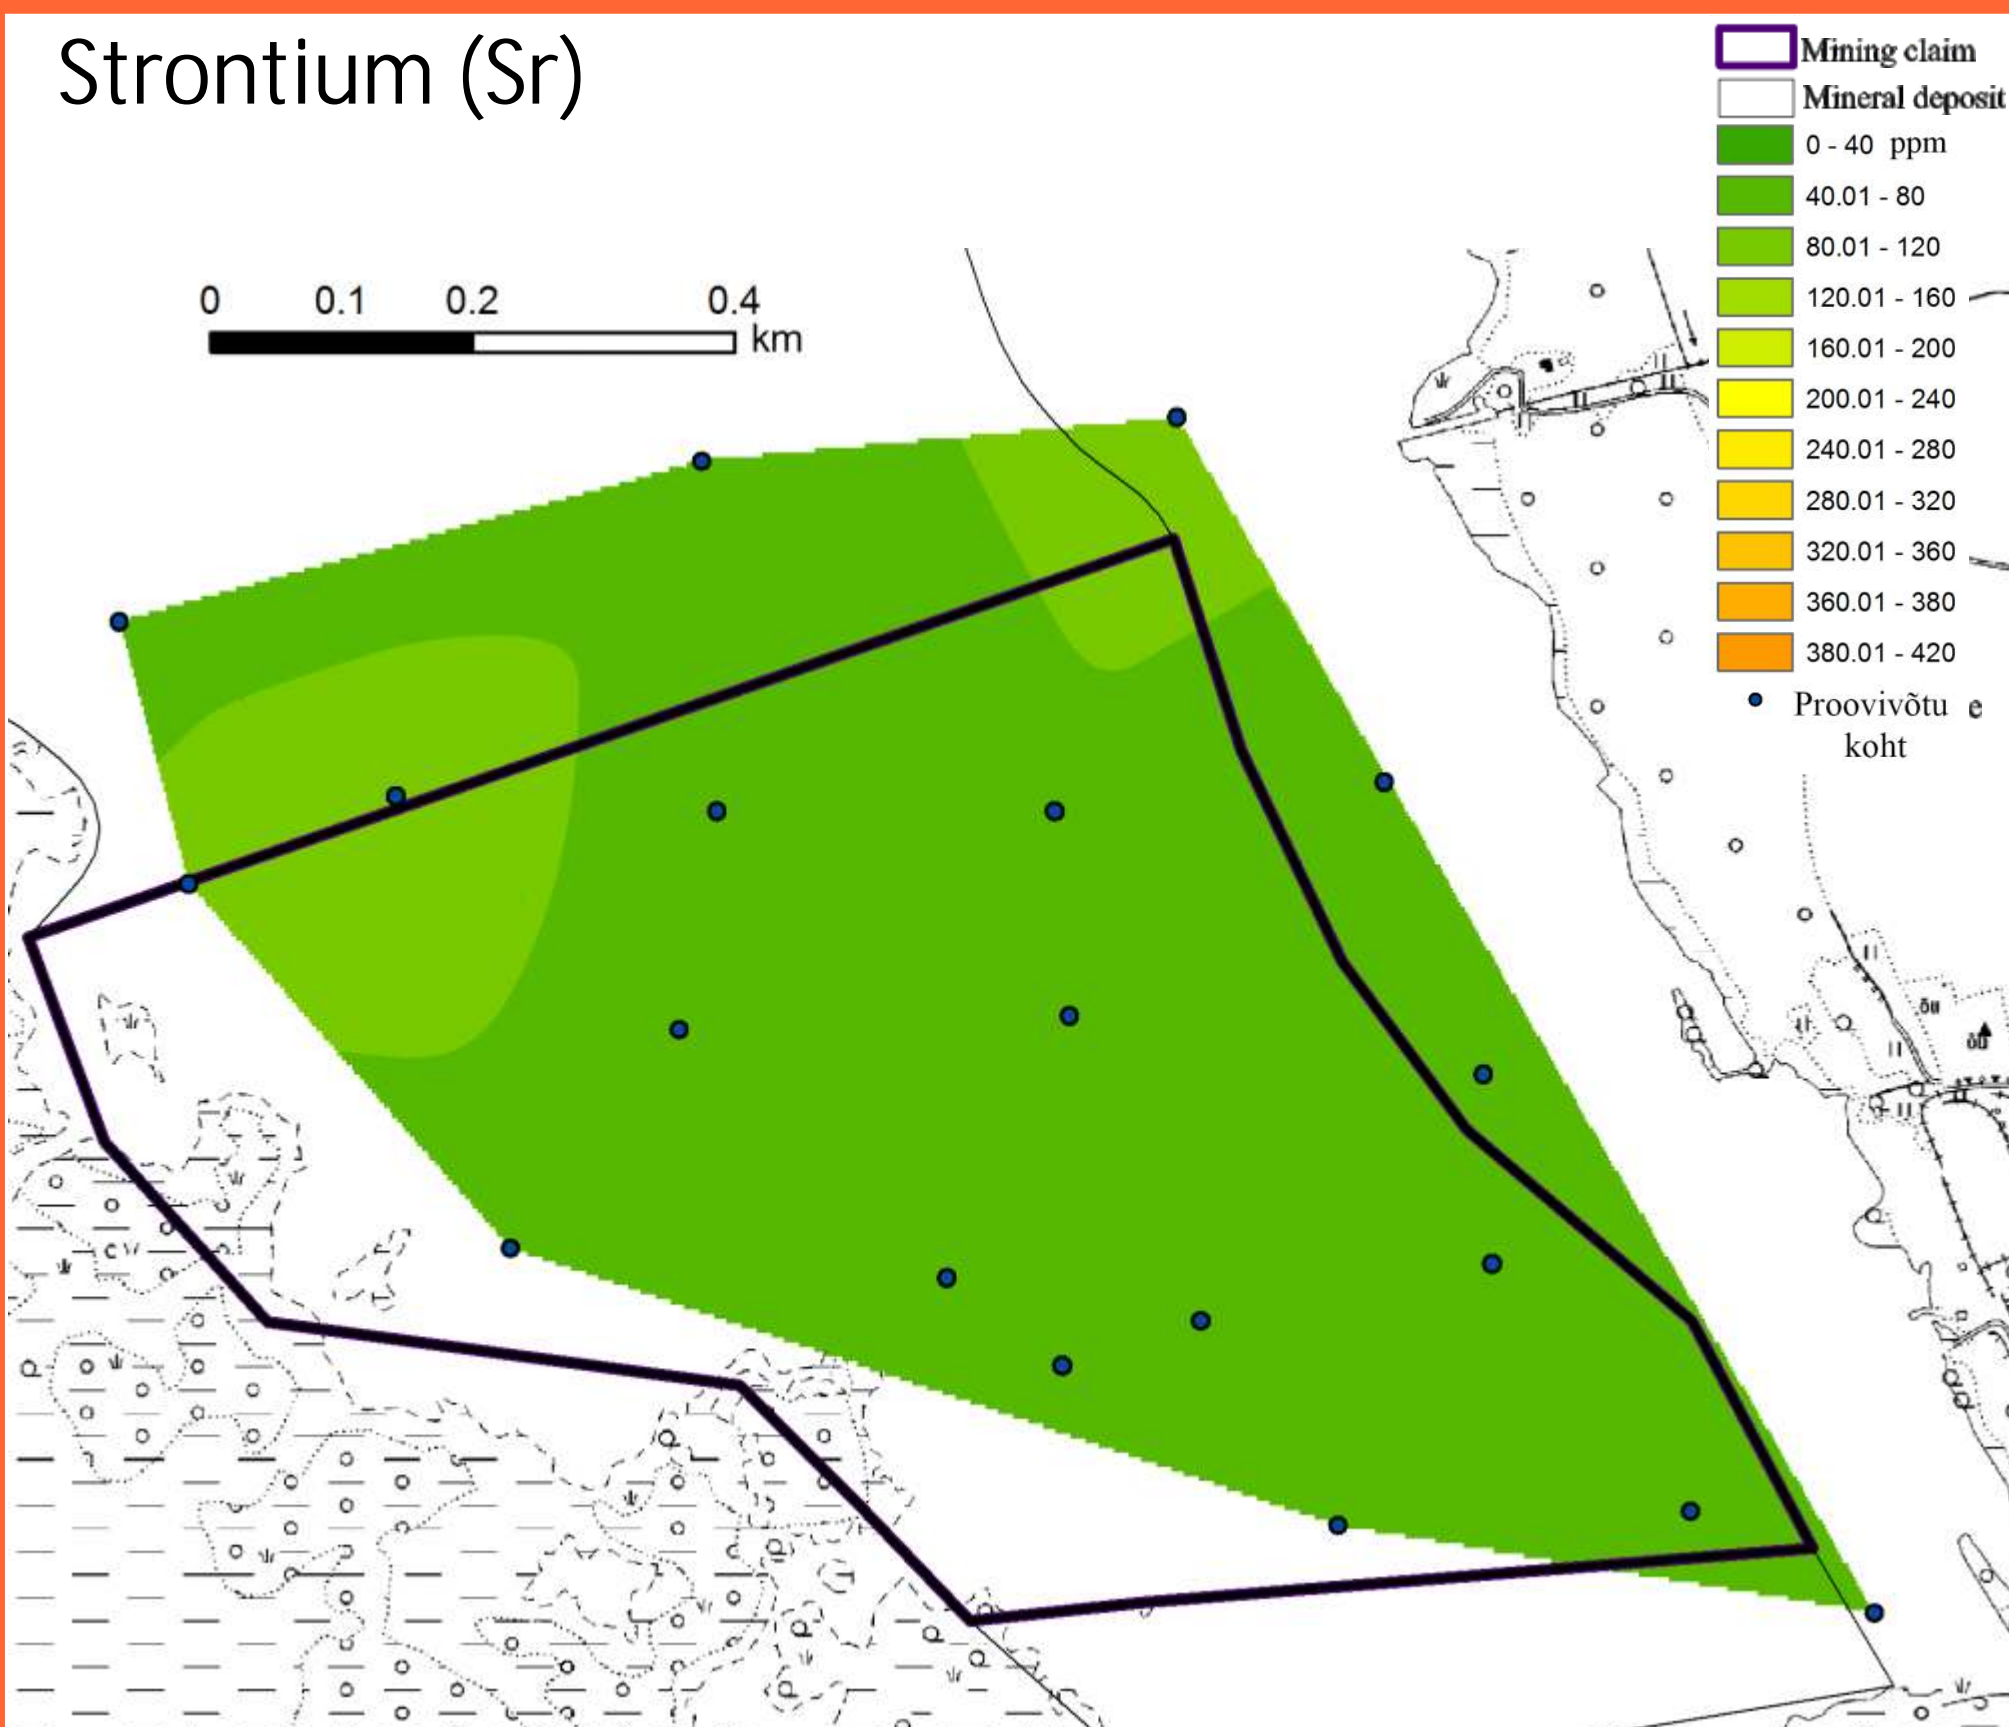 Strontium (Sr)
Mining claim
Mineral deposit
0 - 40 ppm
40.01 - 80
80.01 - 120
120.01 - 160
160.01 - 200
200.01 - 240
240.01 - 280
280.01 - 320
320.01 - 360
360.01 - 380
380.01 - 420
Proovivõtu e
koht
0 0.1 0.2 0.4
km
õu
õu